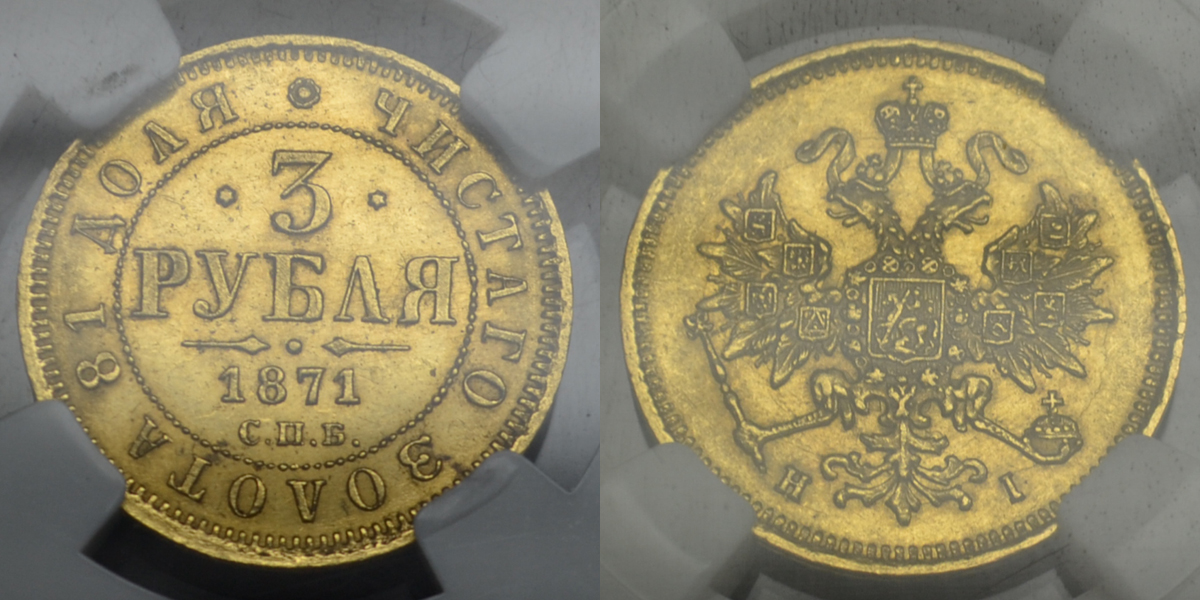 ЧИСТАГО ЗОЛОТА 81 ДОЛЯ
3
РУБЛЯ
1871
С.П.Б.
Н I